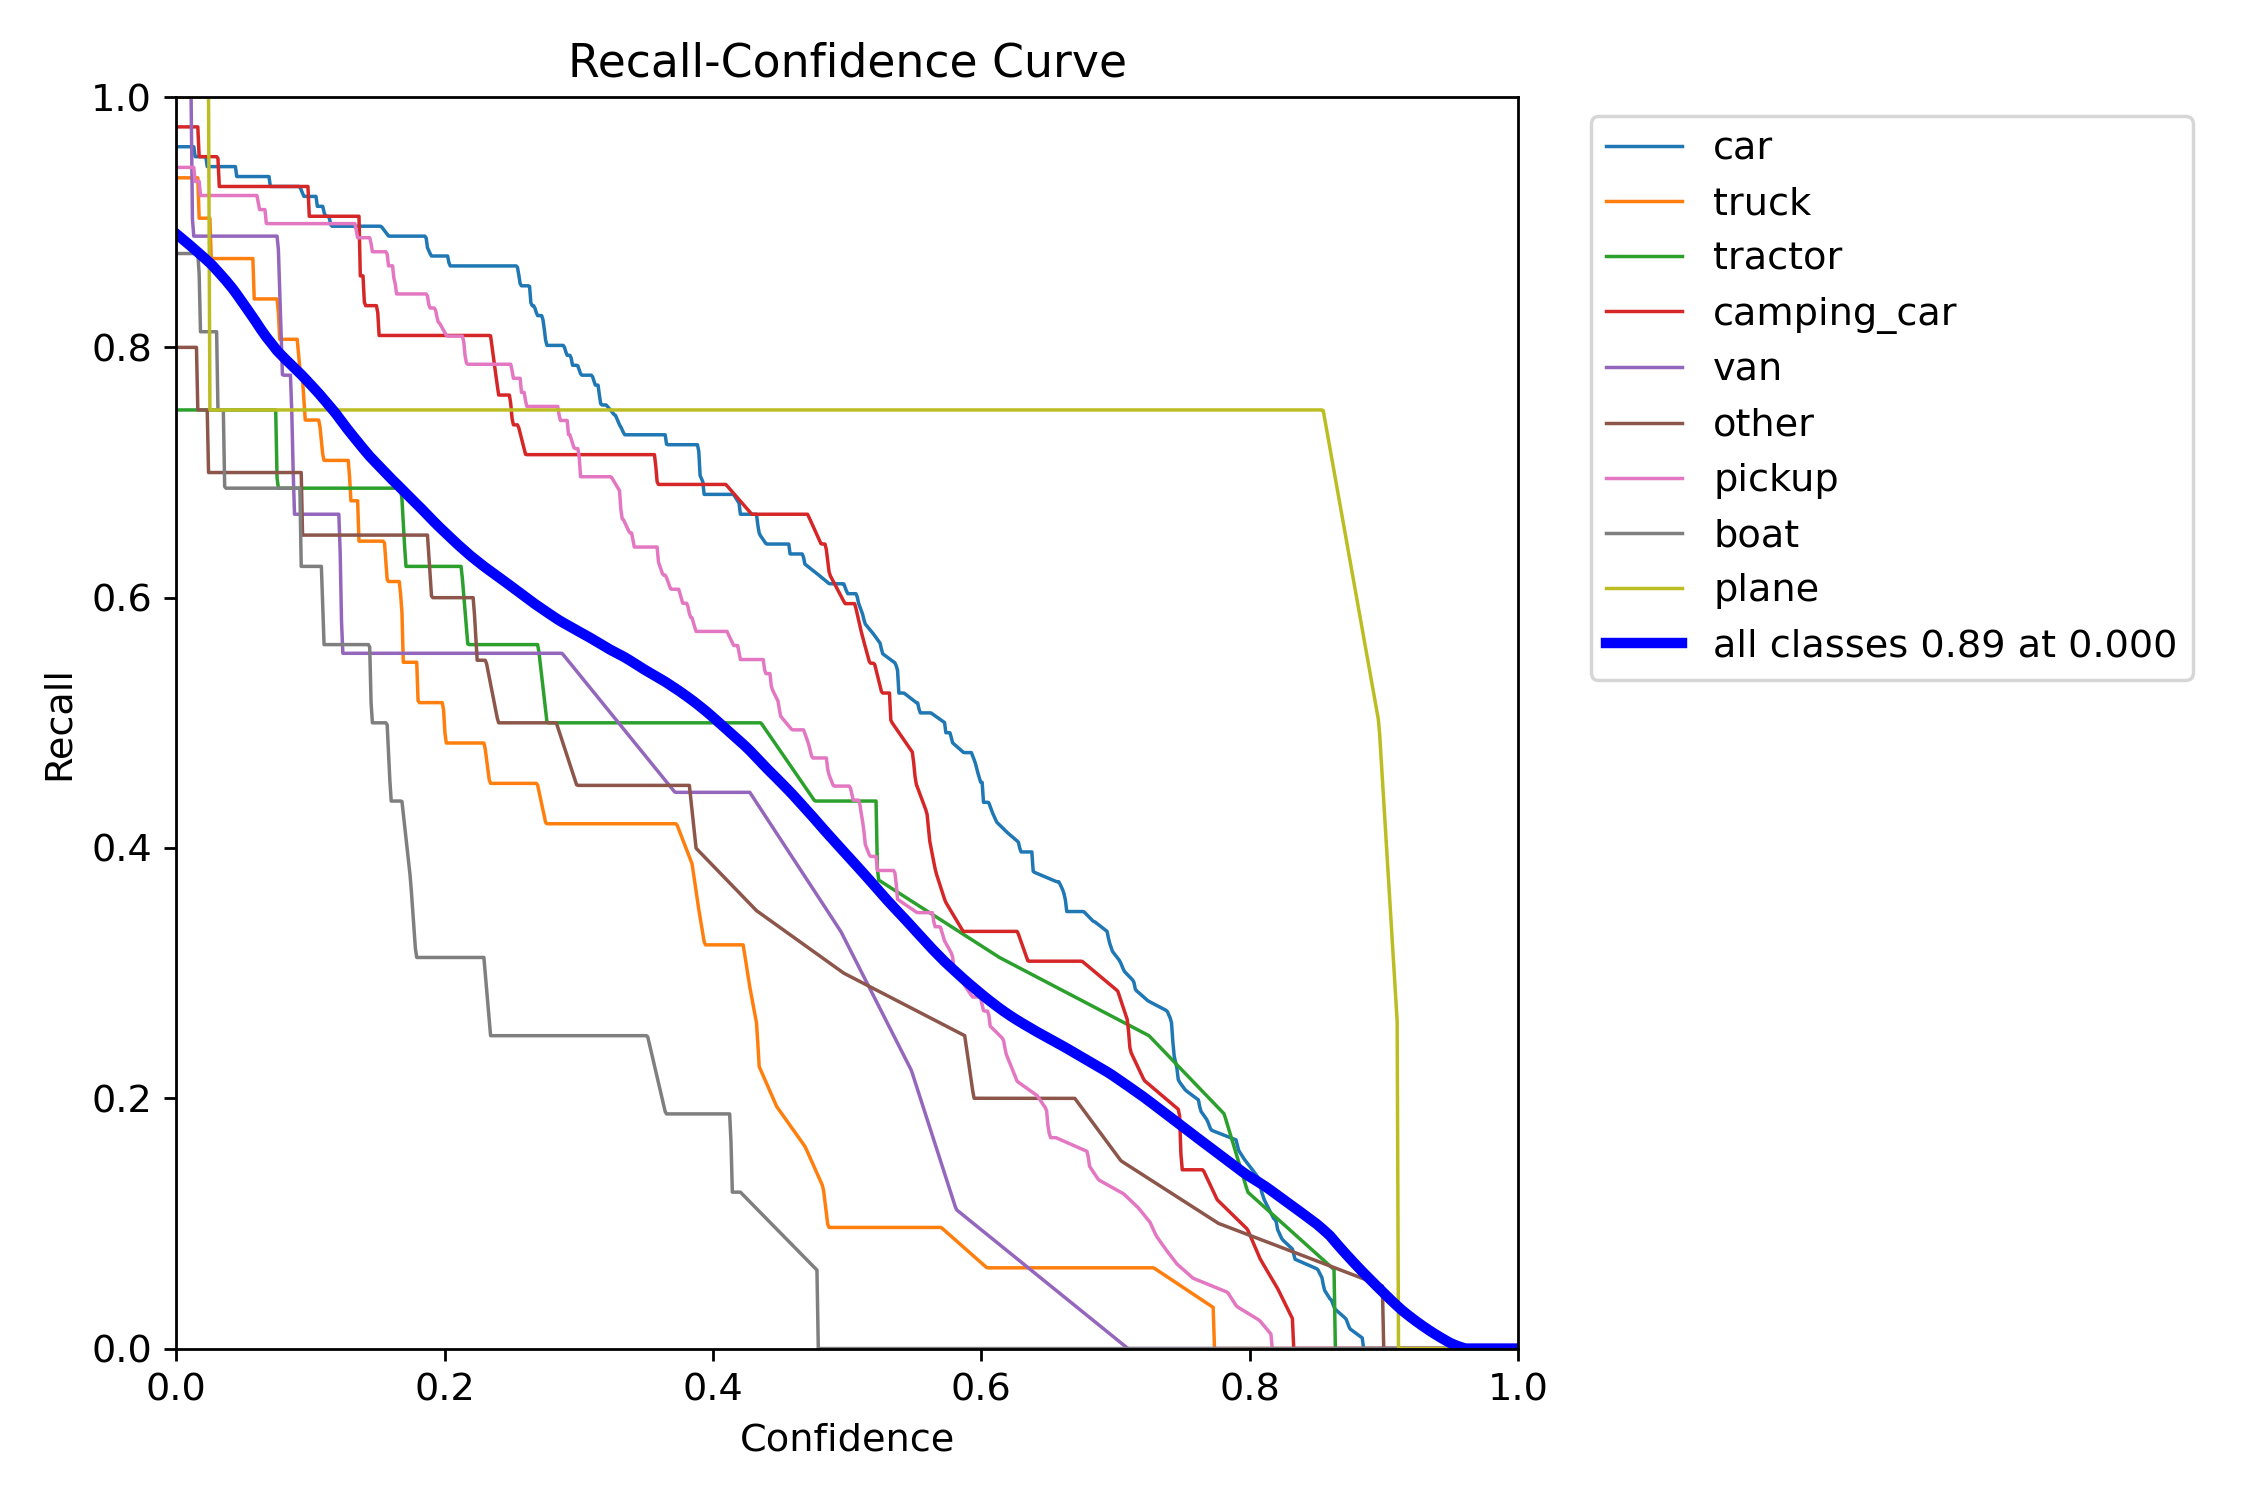 Recall-Confidence Curve
1.0
0.8
0.6
0.4
0.2
0.0
Recall
0.0 0.2 0.4 0.6 0.8 1.0
Confidence
car
truck
tractor
camping_car
van
other
pickup
boat
plane
all classes 0.89 at 0.000